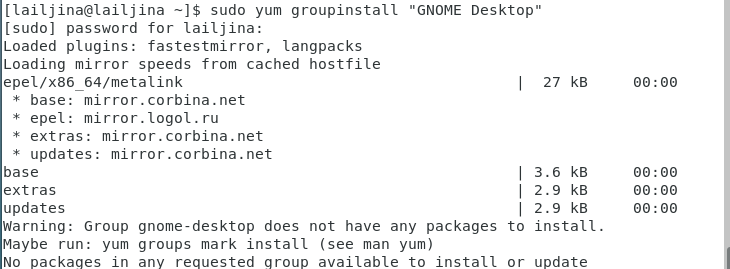 [lailjina@lailjina ~]$ sudo yum groupinstall "GNOME Desktop"
[sudo] password for lailjina:
Loaded plugins: fastestmirror, langpacks
Loading mirror speeds from cached hostfile
epel/x86_64/metalink | 27 kB 00:00
* base: mirror.corbina.net
* epel: mirror.logol.ru
* extras: mirror.corbina.net
* updates: mirror.corbina.net
base | 3.6 kB 00:00
extras | 2.9 kB 00:00
updates | 2.9 kB 00:00
Warning: Group gnome-desktop does not have any packages to install.
Maybe run: yum groups mark install (see man yum)
No packages in any requested group available to install or update